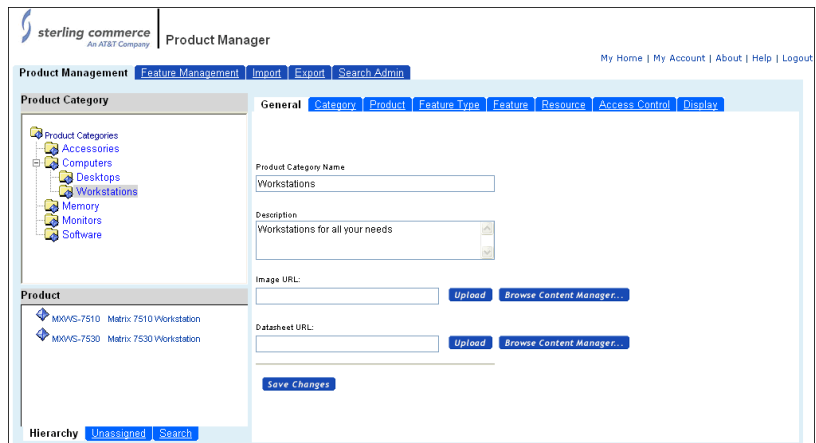 sterling commerce
An AT&T Company
Product Manager
My Home | My Account | About | Help | Logout
Product Management Feature Management Import Export Search Admin
Product Category
Product Categories
Accessories
Computers
Desktops
Workstations
Memory
Monitors
Software
Product
MXWS-7510 Matrix 7510 Workstation
MXWS-7530 Matrix 7530 Workstation
Hierarchy Unassigned Search
General Category Product Feature Type Feature Resource Access Control Display
Product Category Name
Workstations
Description
Workstations for all your needs
Image URL:
Upload Browse Content Manager...
Datasheet URL:
Upload Browse Content Manager...
Save Changes